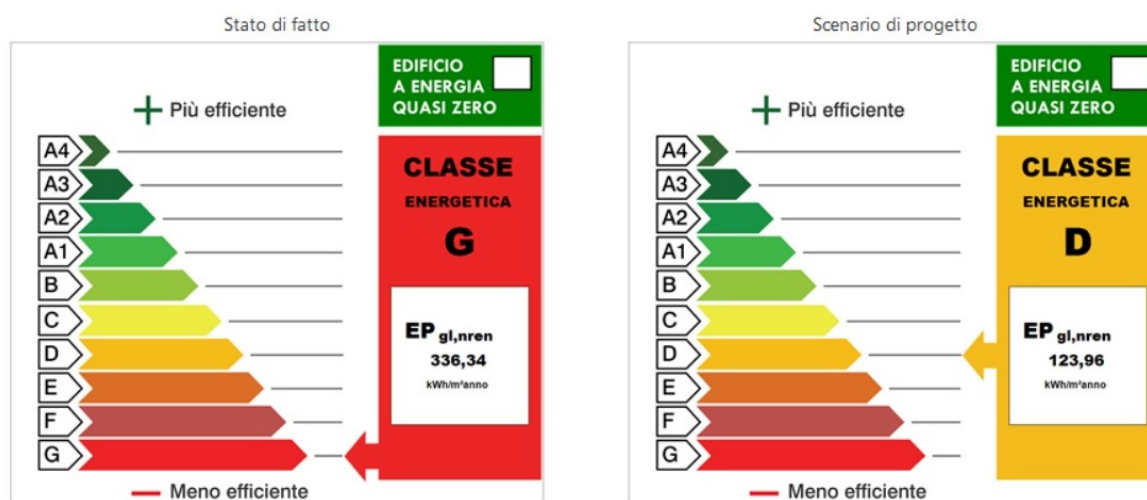 Stato di fatto
EDIFICIO
A ENERGIA
QUASI ZERO
Più efficiente
A4
A3
A2
A1
B
C
D
E
F
G
Meno efficiente
CLASSE
ENERGETICA
G
EP gl,nren
336,34
kWh/m²anno
Scenario di progetto
EDIFICIO
A ENERGIA
QUASI ZERO
Più efficiente
A4
A3
A2
A1
B
C
D
E
F
G
Meno efficiente
CLASSE
ENERGETICA
D
EP gl,nren
123,96
kWh/m²anno